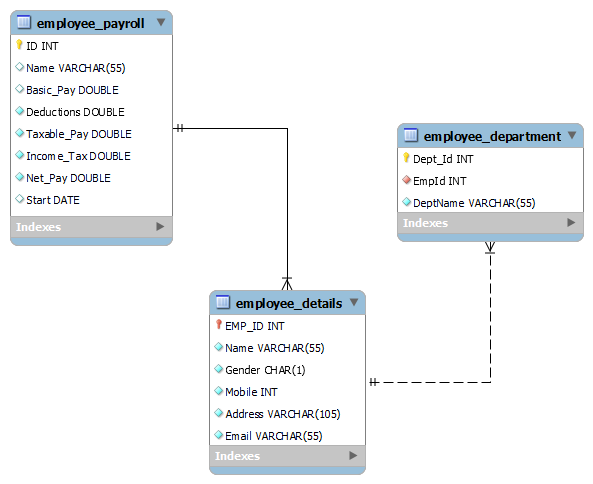 employee_payroll
ID INT
Name VARCHAR(55)
Basic_Pay DOUBLE
Deductions DOUBLE
Taxable_Pay DOUBLE
Income_Tax DOUBLE
Net_Pay DOUBLE
Start DATE
Indexes
employee_department
Dept_Id INT
EmpId INT
DeptName VARCHAR(55)
Indexes
employee_details
EMP_ID INT
Name VARCHAR(55)
Gender CHAR(1)
Mobile INT
Address VARCHAR(105)
Email VARCHAR(55)
Indexes